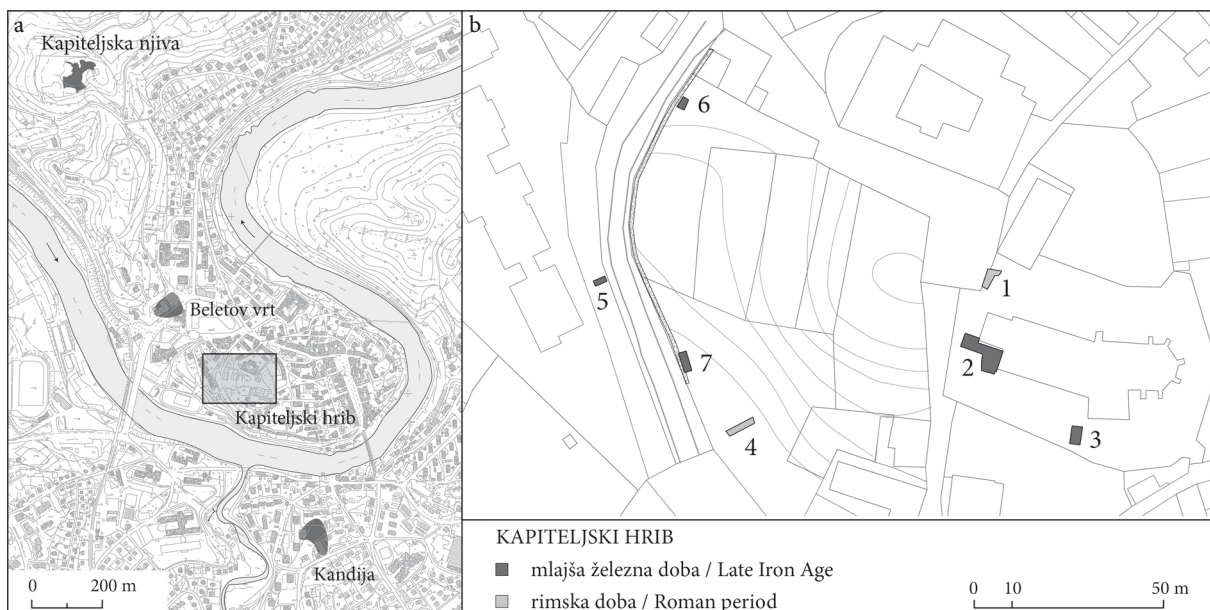 a
Kapiteljska njiva
Beletov vrt
Kapiteljski hrib
Kandija
0 200 m
b
6
1
5
2
7
4
3
KAPITELJSKI HRIB
mlajša železna doba / Late Iron Age
rimska doba / Roman period
0 10 50 m